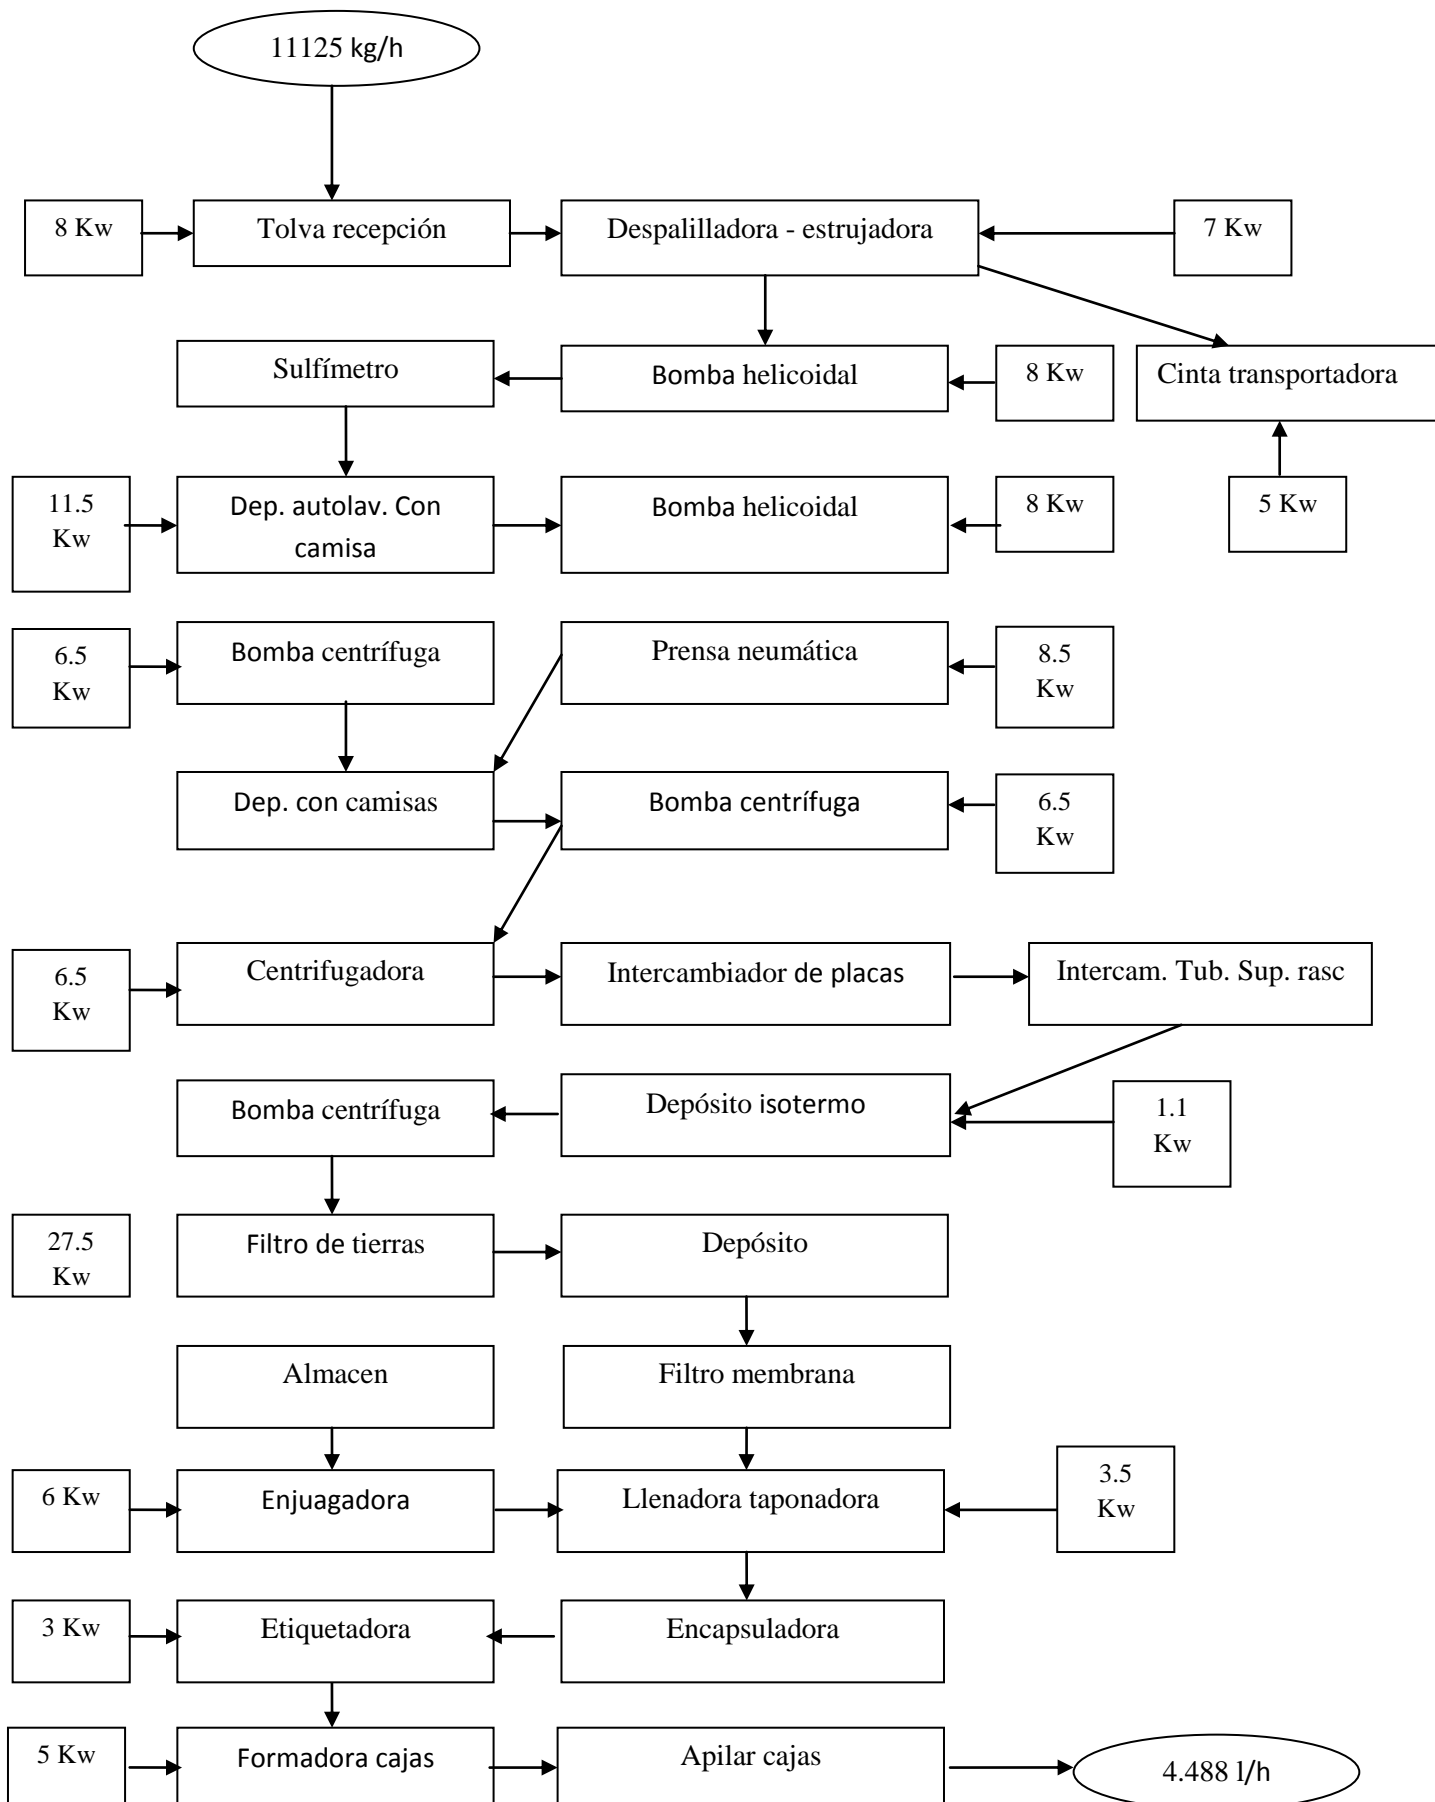 11125 kg/h
8 Kw
Tolva recepción
Despalilladora - estrujadora
7 Kw
Sulfímetro
Bomba helicoidal
8 Kw
Cinta transportadora
11.5
Kw
Dep. autolav. Con
camisa
Bomba helicoidal
8 Kw
5 Kw
6.5
Kw
Bomba centrífuga
Prensa neumática
8.5
Kw
Dep. con camisas
Bomba centrífuga
6.5
Kw
6.5
Kw
Centrifugadora
Intercambiador de placas
Intercam. Tub. Sup. rasc
Bomba centrífuga
Depósito isotermo
1.1
Kw
27.5
Kw
Filtro de tierras
Depósito
Almacen
Filtro membrana
6 Kw
Enjuagadora
Llenadora taponadora
3.5
Kw
3 Kw
Etiquetadora
Encapsuladora
5 Kw
Formadora cajas
Apilar cajas
4.488 l/h